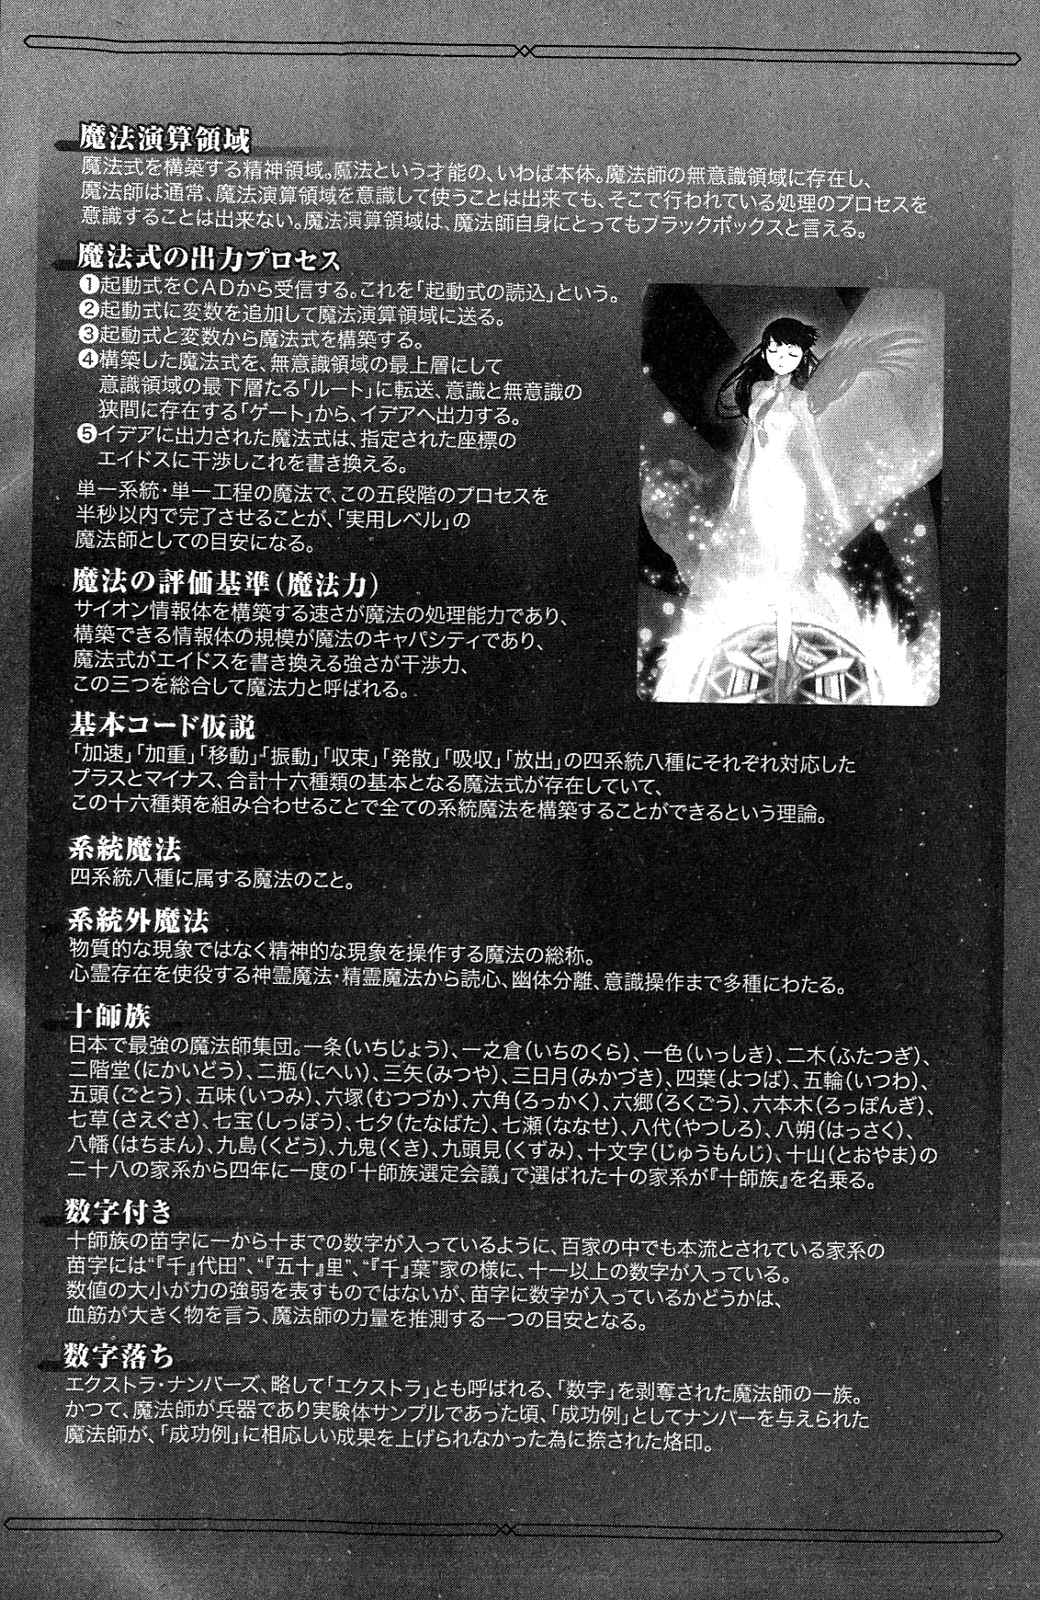 魔法演算領域
魔法式を構築する精神領域。魔法という才能の、いわば本体。魔法師の無意識領域に存在し、
魔法師は通常、魔法演算領域を意識して使うことは出来ても、そこで行われている処理のプロセスを
意識することは出来ない。魔法演算領域は、魔法師自身にとってもブラックボックスと言える。
魔法式の出力プロセス
❶起動式をCADから受信する。これを「起動式の読込」という。
❷起動式に変数を追加して魔法演算領域に送る。
❸起動式と変数から魔法式を構築する。
❹構築した魔法式を、無意識領域の最上層にして
意識領域の最下層たる「ルート」に転送、意識と無意識の
狭間に存在する「ゲート」から、イデアへ出力する。
❺イデアに出力された魔法式は、指定された座標の
エイドスに干渉しこれを書き換える。
単一系統・単一工程の魔法で、この五段階のプロセスを
半秒以内で完了させることが、「実用レベル」の
魔法師としての目安になる。
魔法の評価基準(魔法力)
サイオン情報体を構築する速さが魔法の処理能力であり、
構築できる情報体の規模が魔法のキャパシティであり、
魔法式がエイドスを書き換える強さが干渉力、
この三つを総合して魔法力と呼ばれる。
基本コード仮説
「加速」「加重」「移動」「振動」「収束」「発散」「吸収」「放出」の四系統八種にそれぞれ対応した
プラスとマイナス、合計十六種類の基本となる魔法式が存在していて、
この十六種類を組み合わせることで全ての系統魔法を構築することができるという理論。
系統魔法
四系統八種に属する魔法のこと。
系統外魔法
物質的な現象ではなく精神的な現象を操作する魔法の総称。
心霊存在を使役する神霊魔法・精霊魔法から読心、幽体分離、意識操作まで多種にわたる。
十師族
日本で最強の魔法師集団。一条(いちじょう)、一之倉(いちのくら)、一色(いっしき)、二木(ふたつぎ)、
二階堂(にかいどう)、二瓶(にへい)、三矢(みつや)、三日月(みかづき)、四葉(よつば)、五輪(いつわ)、
五頭(ごとう)、五味(いつみ)、六塚(むつづか)、六角(ろっかく)、六郷(ろくごう)、六本木(ろっぽんぎ)、
七草(さえぐさ)、七宝(しっぽう)、七夕(たなばた)、七瀬(ななせ)、八代(やつしろ)、八朔(はっさく)、
八幡(はちまん)、九島(くどう)、九鬼(くき)、九頭見(くずみ)、十文字(じゅうもんじ)、十山(とおやま)の
二十八の家系から四年に一度の「十師族選定会議」で選ばれた十の家系が『十師族』を名乗る。
数字付き
十師族の苗字に一から十までの数字が入っているように、百家の中でも本流とされている家系の
苗字には“『千』代田”、“『五十』里”、“『千』葉”家の様に、十一以上の数字が入っている。
数値の大小が力の強弱を表すものではないが、苗字に数字が入っているかどうかは、
血筋が大きく物を言う、魔法師の力量を推測する一つの目安となる。
数字落ち
エクストラ・ナンバーズ、略して「エクストラ」とも呼ばれる、「数字」を剥奪された魔法師の一族。
かつて、魔法師が兵器であり実験体サンプルであった頃、「成功例」としてナンバーを与えられた
魔法師が、「成功例」に相応しい成果を上げられなかった為に捺された烙印。